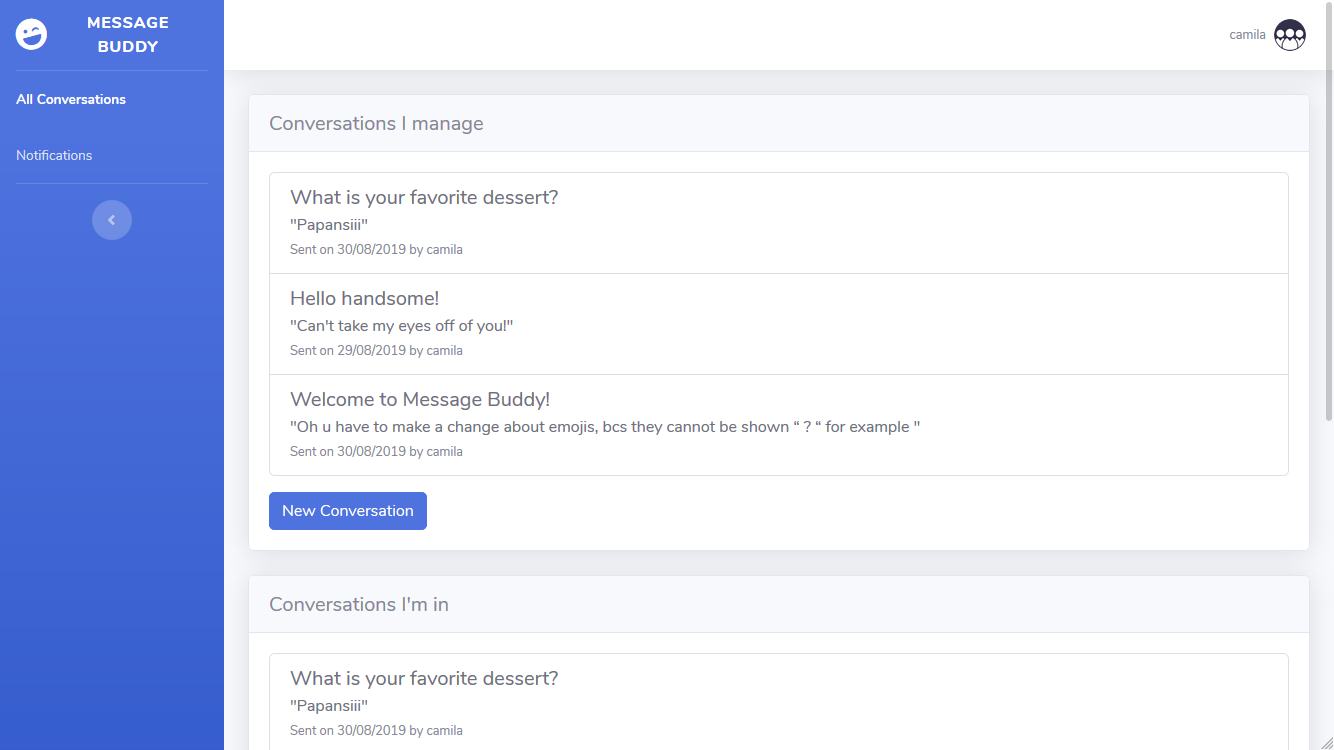 MESSAGE
BUDDY
camila
All Conversations
Notifications
Conversations I manage
What is your favorite dessert?
"Papansiii"
Sent on 30/08/2019 by camila
Hello handsome!
"Can't take my eyes off of you!"
Sent on 29/08/2019 by camila
Welcome to Message Buddy!
"Oh u have to make a change about emojis, bcs they cannot be shown “ ? “ for example "
Sent on 30/08/2019 by camila
New Conversation
Conversations I'm in
What is your favorite dessert?
"Papansiii"
Sent on 30/08/2019 by camila